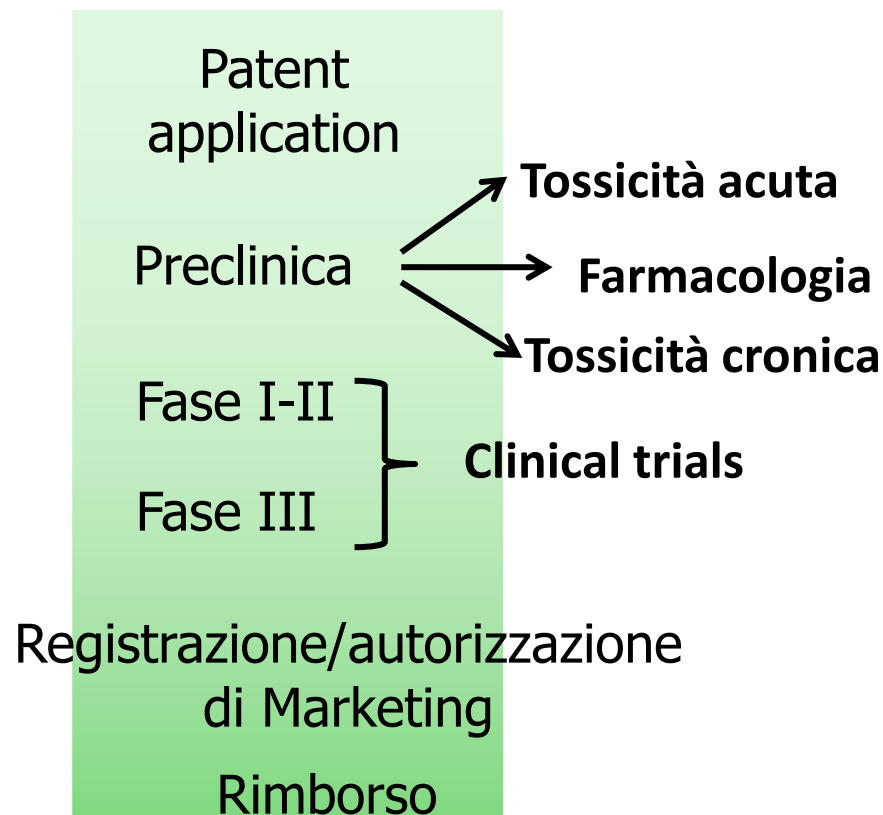 Patent
application
Tossicità acuta
Preclinica
Farmacologia
Tossicità cronica
Fase I-II
Clinical trials
Fase III
Registrazione/autorizzazione
di Marketing
Rimborso